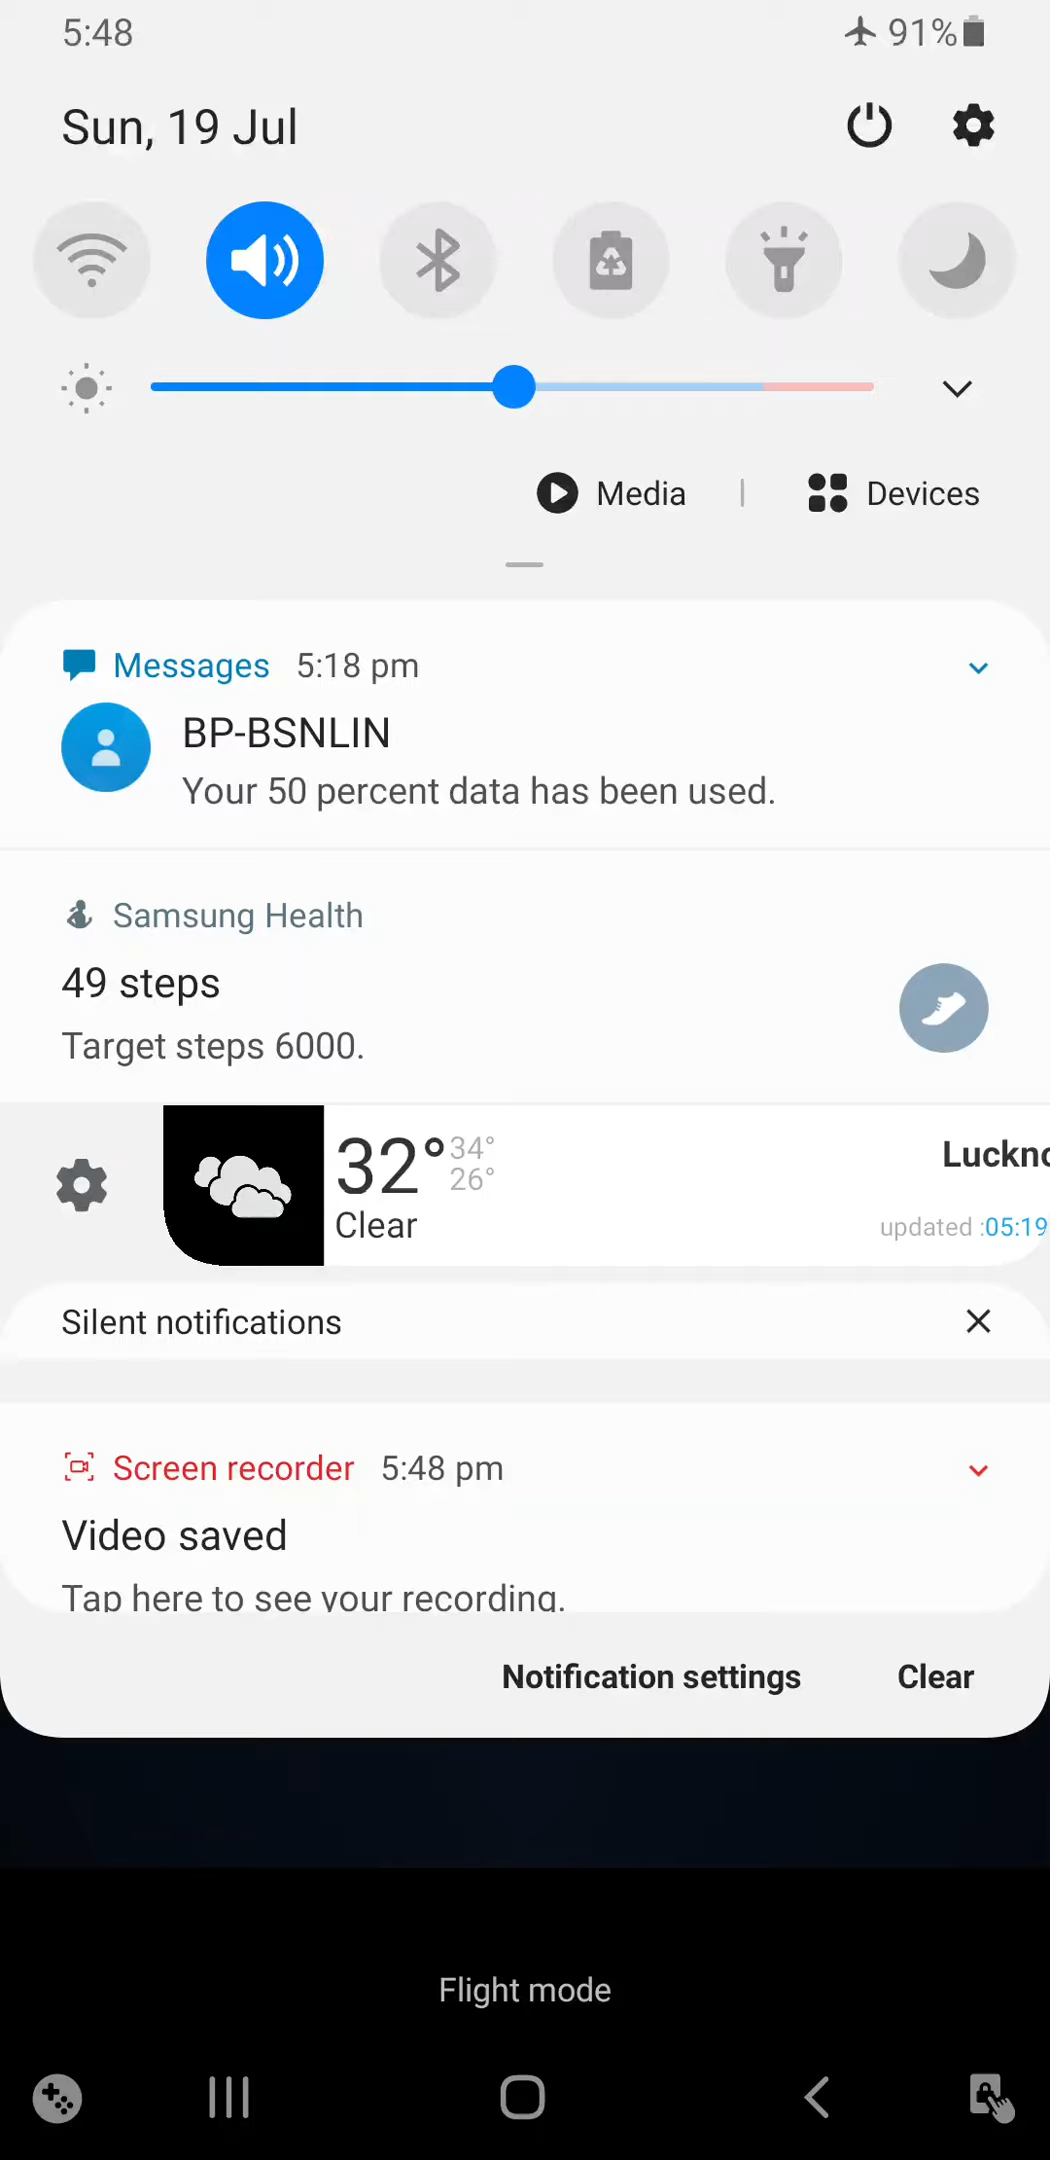 5:48 91%
Sun, 19 Jul
Media | Devices
Messages 5:18 pm
BP-BSNLIN
Your 50 percent data has been used.
Samsung Health
49 steps
Target steps 6000.
32° 34°
26°
Clear
Luckno
updated :05:19
Silent notifications
Screen recorder 5:48 pm
Video saved
Tap here to see your recording.
Notification settings Clear
Flight mode